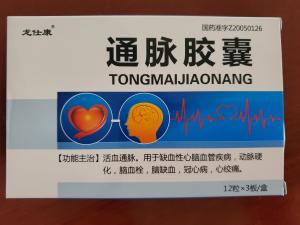 龙仕康
国药准字Z20050126
通脉胶囊
TONGMAIJIAONANG
【功能主治】活血通脉。用于缺血性心脑血管疾病，动脉硬
化，脑血栓，脑缺血，冠心病，心绞痛。
12粒×3板/盒